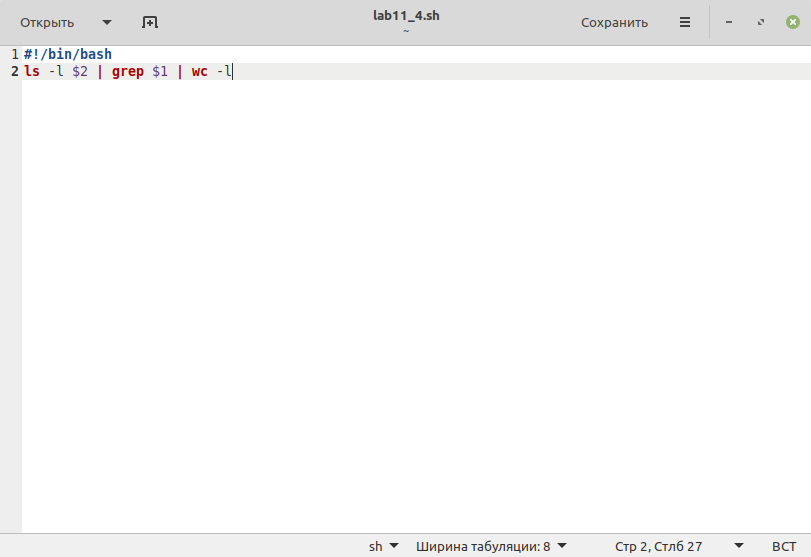 Открыть
lab11_4.sh
~
Сохранить
1 #!/bin/bash
2 ls -l $2 | grep $1 | wc -l
sh
Ширина табуляции: 8
Стр 2, Стлб 27
ВСТ